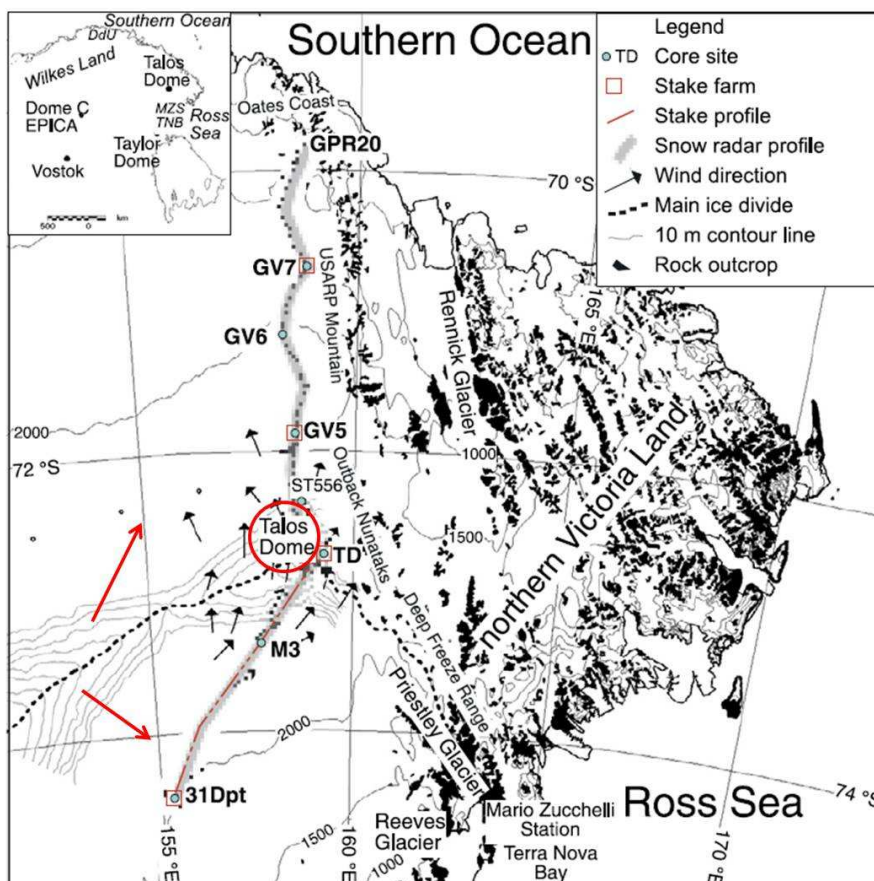 Southern Ocean
DdU
Wilkes Land
Talos
Dome
Dome C
EPICA
MZS
TNB
Ross
Sea
Taylor
Dome
Vostok
500 0 km
Southern Ocean
Legend
TD Core site
Stake farm
Stake profile
Snow radar profile
Wind direction
Main ice divide
10 m contour line
Rock outcrop
Oates Coast
GPR20
70 °S
GV7
USARP Mountain
Rennick Glacier
165 °E
GV6
2000
GV5
72 °S
1000
ST556
Outback Nunataks
Talos
Dome
TD
1500
northern Victoria Land
M3
Deep Freeze Range
Priestley Glacier
2000
31Dpt
74 °S
Ross Sea
1500
Reeves
Glacier
1000
Mario Zucchelli
Station
Terra Nova
Bay
155 °E
160 °E
170 °E